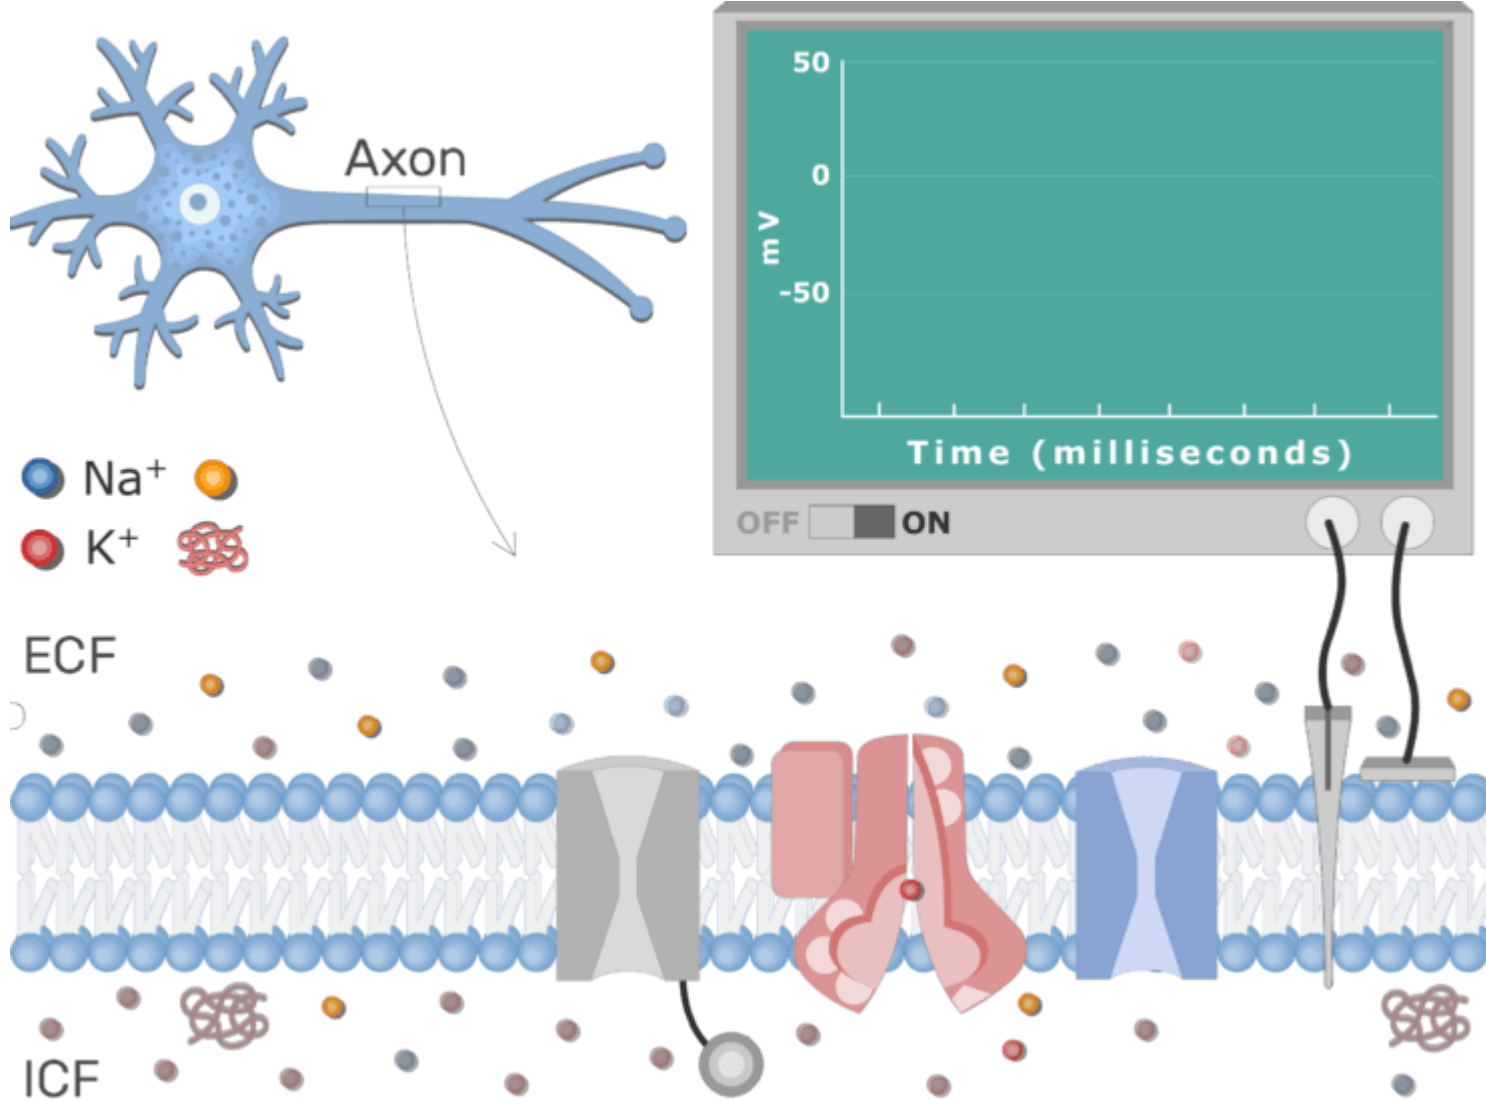 Axon
Na⁺
K⁺
ECF
ICF
50
0
-50
mV
Time (milliseconds)
OFF ON